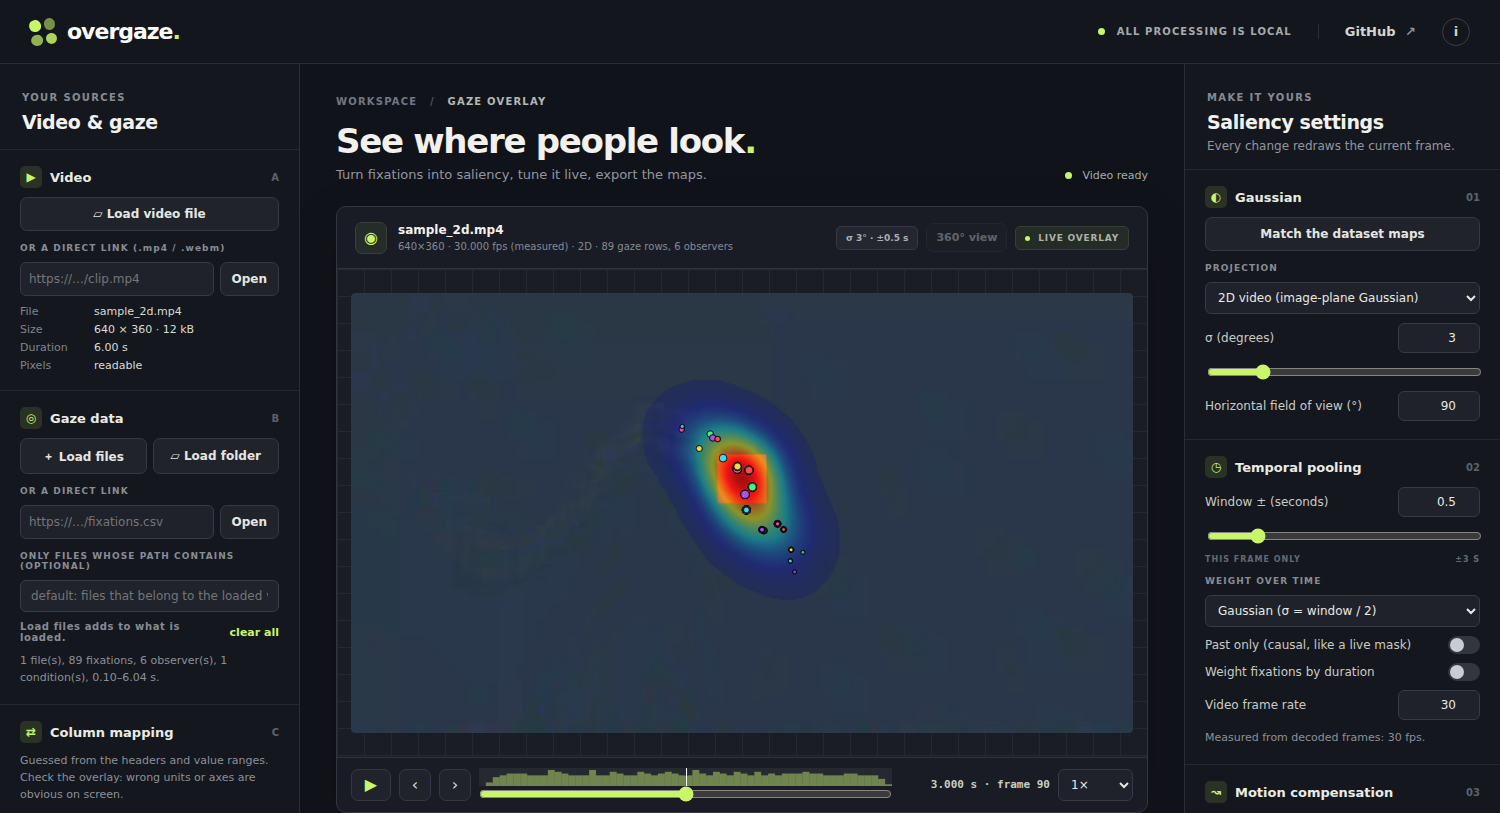 overgaze.
ALL PROCESSING IS LOCAL
GitHub ↗
i
YOUR SOURCES
Video & gaze
Video
A
Load video file
OR A DIRECT LINK (.mp4 / .webm)
https://.../clip.mp4
Open
File sample_2d.mp4
Size 640 × 360 · 12 kB
Duration 6.00 s
Pixels readable
Gaze data
B
+ Load files
Load folder
OR A DIRECT LINK
https://.../fixations.csv
Open
ONLY FILES WHOSE PATH CONTAINS
(OPTIONAL)
default: files that belong to the loaded
Load files adds to what is
loaded.
clear all
1 file(s), 89 fixations, 6 observer(s), 1
condition(s), 0.10–6.04 s.
Column mapping
C
Guessed from the headers and value ranges.
Check the overlay: wrong units or axes are
obvious on screen.
WORKSPACE / GAZE OVERLAY
See where people look.
Turn fixations into saliency, tune it live, export the maps.
Video ready
sample_2d.mp4
640×360 · 30.000 fps (measured) · 2D · 89 gaze rows, 6 observers
σ 3° · ±0.5 s
360° view
LIVE OVERLAY
3.000 s · frame 90
1×
MAKE IT YOURS
Saliency settings
Every change redraws the current frame.
Gaussian
01
Match the dataset maps
PROJECTION
2D video (image-plane Gaussian)
σ (degrees)
3
Horizontal field of view (°)
90
Temporal pooling
02
Window ± (seconds)
0.5
THIS FRAME ONLY
±3 S
WEIGHT OVER TIME
Gaussian (σ = window / 2)
Past only (causal, like a live mask)
Weight fixations by duration
Video frame rate
30
Measured from decoded frames: 30 fps.
Motion compensation
03